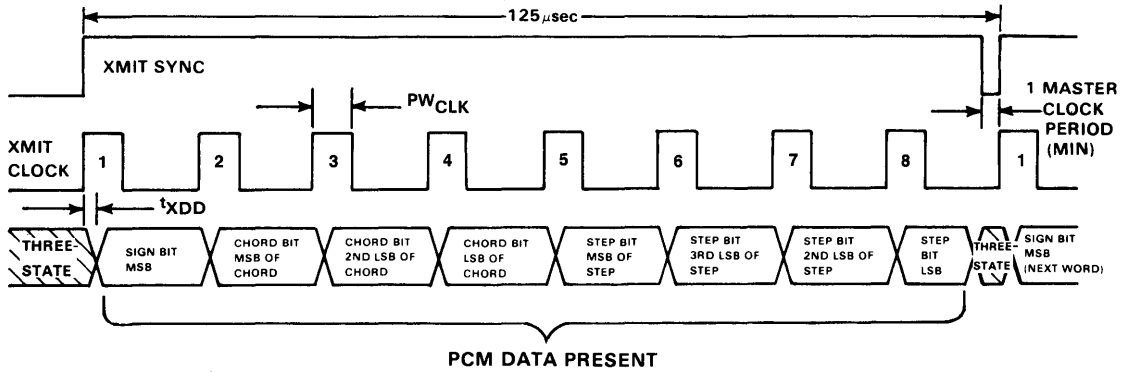 125µsec
XMIT SYNC
PWCLK
1 MASTER
CLOCK
PERIOD
(MIN)
XMIT
CLOCK
1 2 3 4 5 6 7 8 1
tXDD
THREE-
STATE
SIGN BIT
MSB
CHORD BIT
MSB OF
CHORD
CHORD BIT
2ND LSB OF
CHORD
CHORD BIT
LSB OF
CHORD
STEP BIT
MSB OF
STEP
STEP BIT
3RD LSB OF
STEP
STEP BIT
2ND LSB OF
STEP
STEP
BIT
LSB
THREE-
STATE
SIGN BIT
MSB
(NEXT WORD)
PCM DATA PRESENT